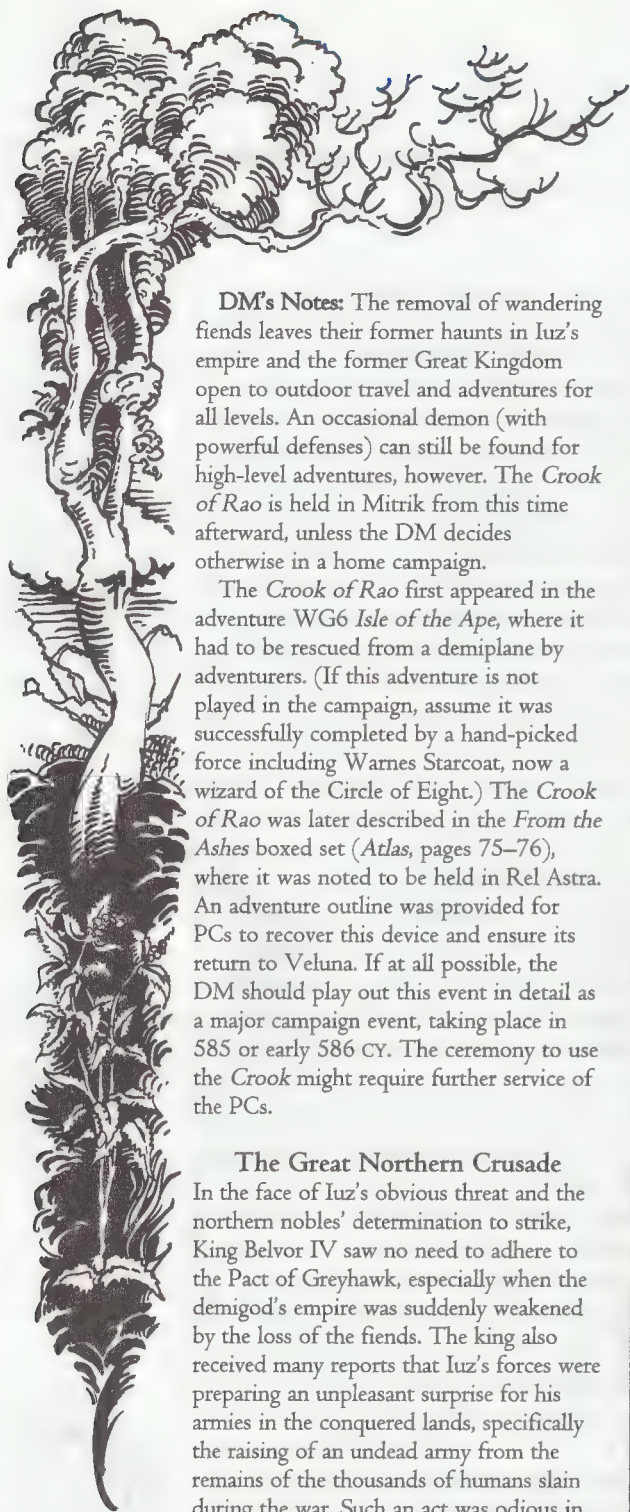 DM's Notes: The removal of wandering
fiends leaves their former haunts in Iuz's
empire and the former Great Kingdom
open to outdoor travel and adventures for
all levels. An occasional demon (with
powerful defenses) can still be found for
high-level adventures, however. The Crook
of Rao is held in Mitrik from this time
afterward, unless the DM decides
otherwise in a home campaign.
The Crook of Rao first appeared in the
adventure WG6 Isle of the Ape, where it
had to be rescued from a demiplane by
adventurers. (If this adventure is not
played in the campaign, assume it was
successfully completed by a hand-picked
force including Warnes Starcoat, now a
wizard of the Circle of Eight.) The Crook
of Rao was later described in the From the
Ashes boxed set (Atlas, pages 75–76),
where it was noted to be held in Rel Astra.
An adventure outline was provided for
PCs to recover this device and ensure its
return to Veluna. If at all possible, the
DM should play out this event in detail as
a major campaign event, taking place in
585 or early 586 CY. The ceremony to use
the Crook might require further service of
the PCs.
The Great Northern Crusade
In the face of Iuz's obvious threat and the
northern nobles' determination to strike,
King Belvor IV saw no need to adhere to
the Pact of Greyhawk, especially when the
demigod's empire was suddenly weakened
by the loss of the fiends. The king also
received many reports that Iuz's forces were
preparing an unpleasant surprise for his
armies in the conquered lands, specifically
the raising of an undead army from the
remains of the thousands of humans slain
during the war. Such an act was odious in